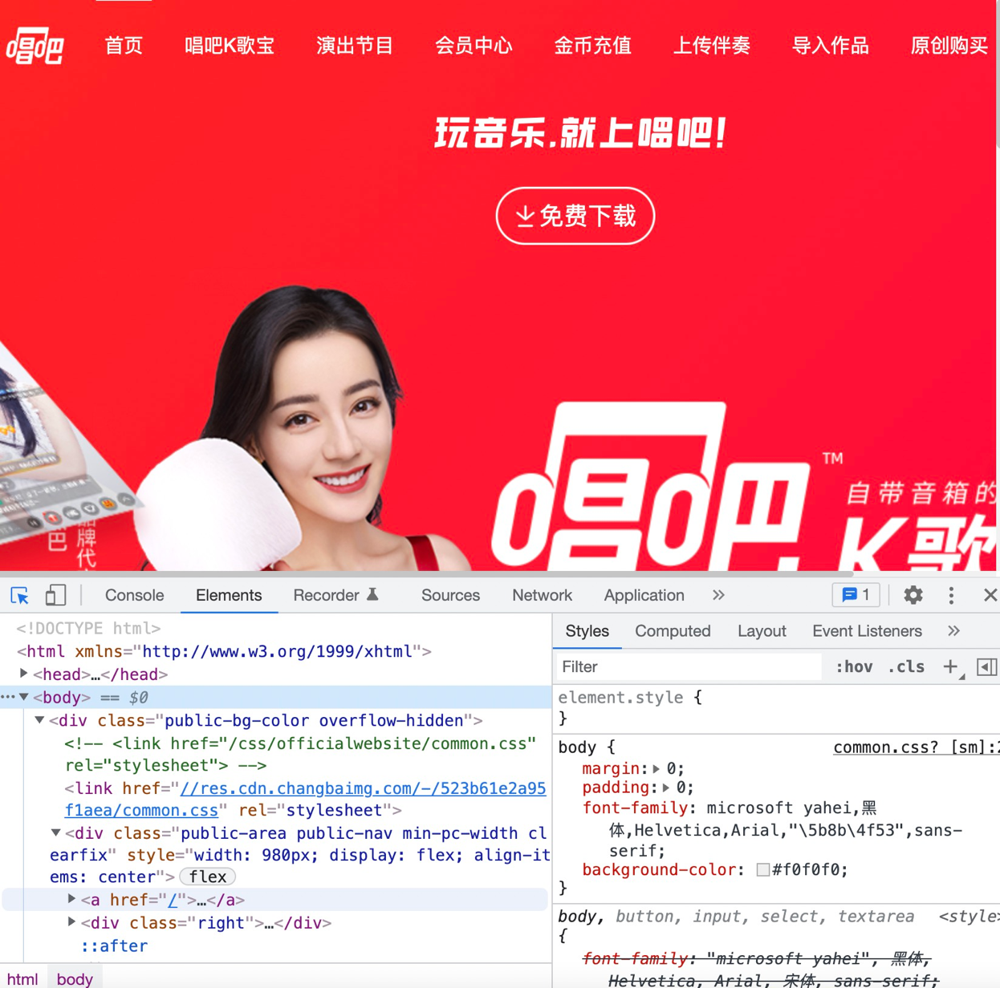 唱吧 首页 唱吧K歌宝 演出节目 会员中心 金币充值 上传伴奏 导入作品 原创购买
玩音乐.就上唱吧!
免费下载
唱吧 TM
自带音箱的
K歌
品牌代
巴
Console Elements Recorder Sources Network Application » 1
<!DOCTYPE html>
<html xmlns="http://www.w3.org/1999/xhtml">
<head>…</head>
<body> == $0
<div class="public-bg-color overflow-hidden">
<!-- <link href="/css/officialwebsite/common.css"
rel="stylesheet"> -->
<link href="//res.cdn.changbaimg.com/-/523b61e2a95
f1aea/common.css" rel="stylesheet">
<div class="public-area public-nav min-pc-width cl
earfix" style="width: 980px; display: flex; align-it
ems: center"> flex
<a href="/">…</a>
<div class="right">…</div>
::after
html body
Styles Computed Layout Event Listeners »
Filter :hov .cls +
element.style {
}
body { common.css? [sm]:2
margin: 0;
padding: 0;
font-family: microsoft yahei,黑
体,Helvetica,Arial,"\5b8b\4f53",sans-
serif;
background-color: #f0f0f0;
}
body, button, input, select, textarea <style>
{
font-family: "microsoft yahei", 黑体,
Helvetica, Arial, 宋体, sans-serif;